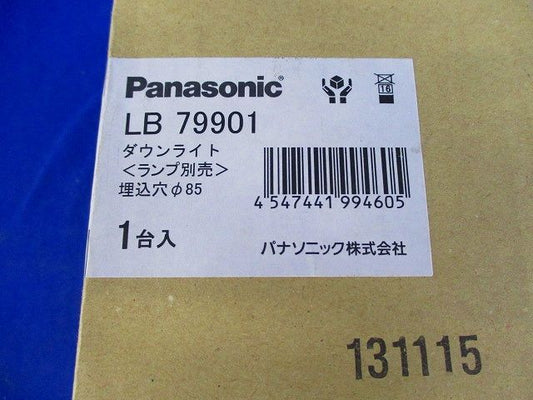 Panasonic®
16
LB 79901
ダウンライト
<ランプ別売>
埋込穴φ85
4 547441 994605
1台入
パナソニック株式会社
131115